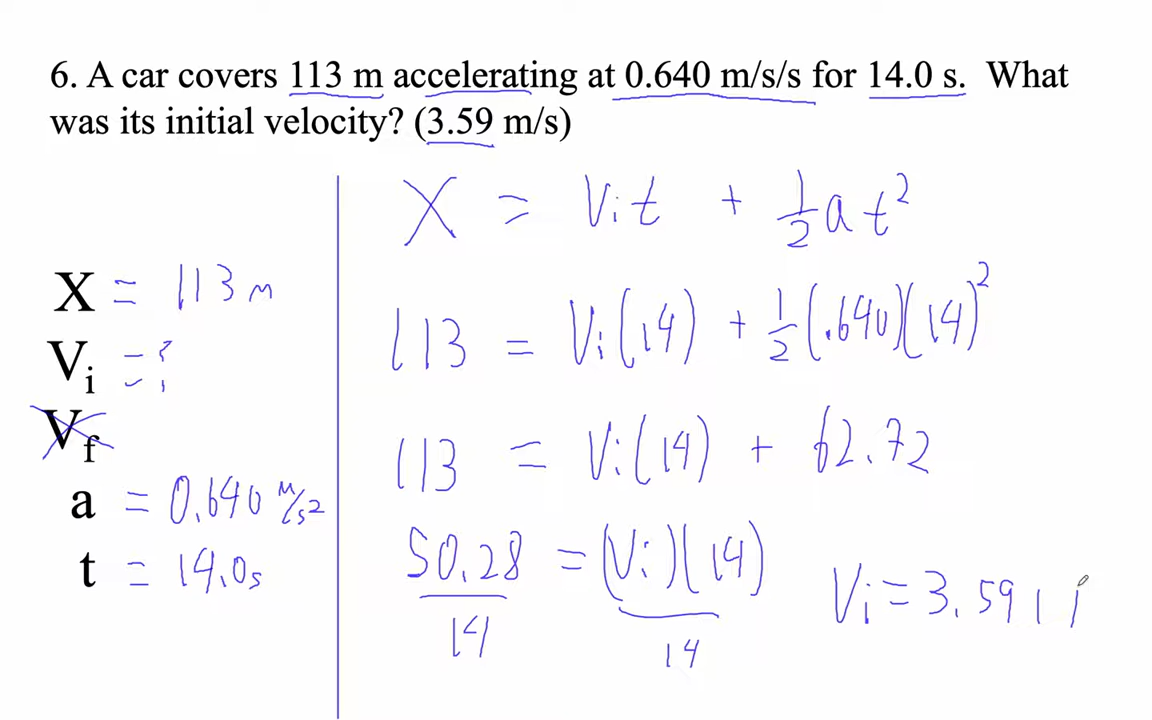 6. A car covers 113 m accelerating at 0.640 m/s/s for 14.0 s. What
was its initial velocity? (3.59 m/s)
X = 113 m
Vi = ?
Vf
a = 0.640 m/s2
t = 14.0s
X = Vit + 1/2 at²
113 = Vi(14) + 1/2 (.640)(14)²
113 = Vi(14) + 62.72
50.28/14 = (Vi)(14)/14
Vi = 3.591